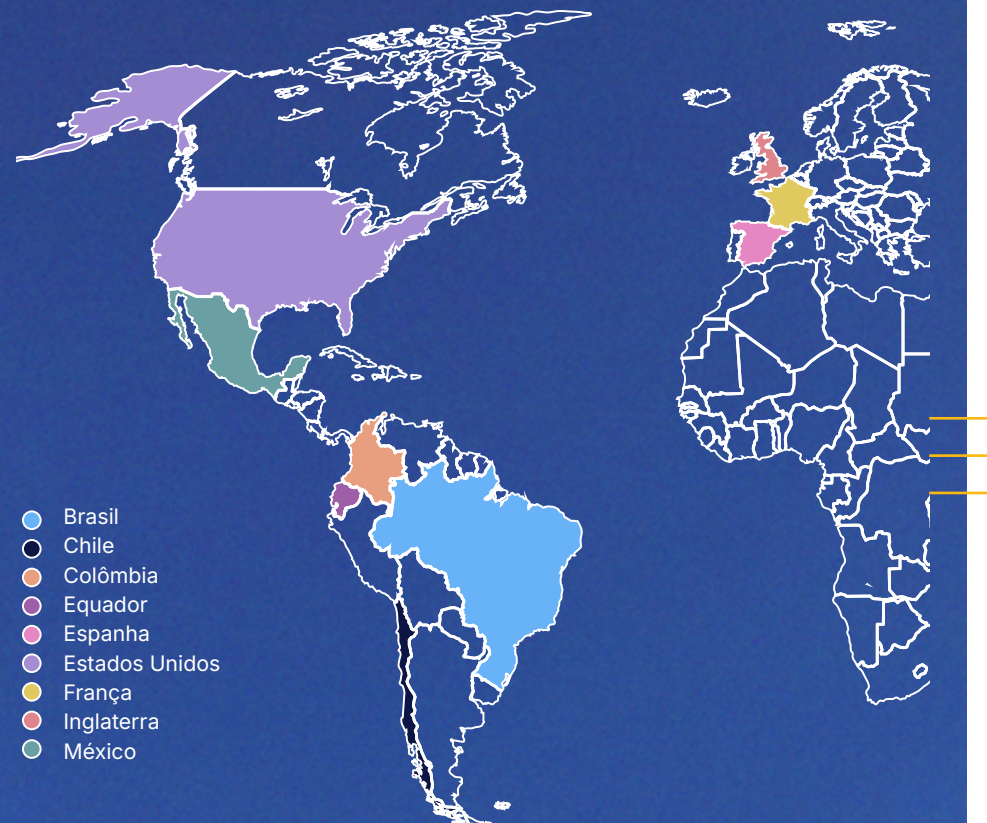 Brasil
Chile
Colômbia
Equador
Espanha
Estados Unidos
França
Inglaterra
México